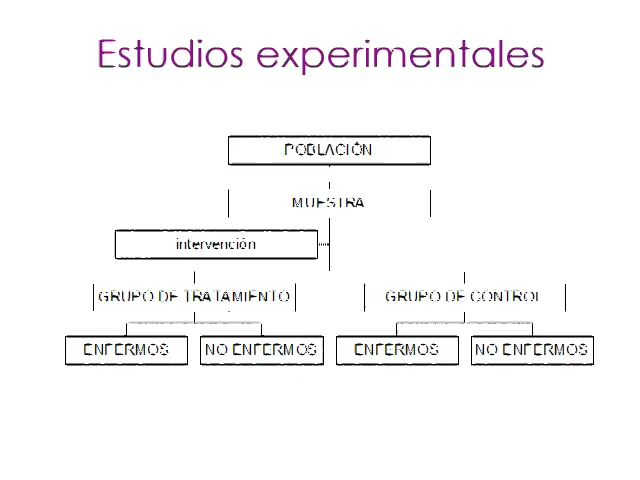 Estudios experimentales
POBLACIÓN
MUESTRA
intervención
GRUPO DE TRATAMIENTO GRUPO DE CONTROL
ENFERMOS NO ENFERMOS ENFERMOS NO ENFERMOS